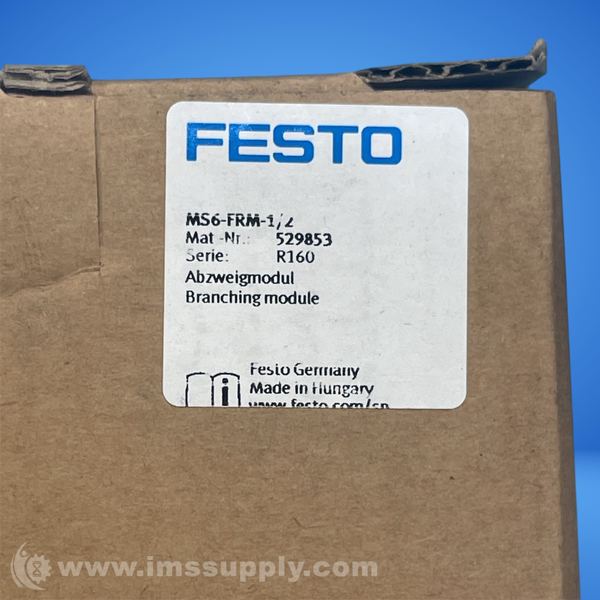 FESTO
MS6-FRM-1/2
Mat.-Nr.: 529853
Serie: R160
Abzweigmodul
Branching module
Festo Germany
Made in Hungary
www.festo.com/sp
www.imssupply.com